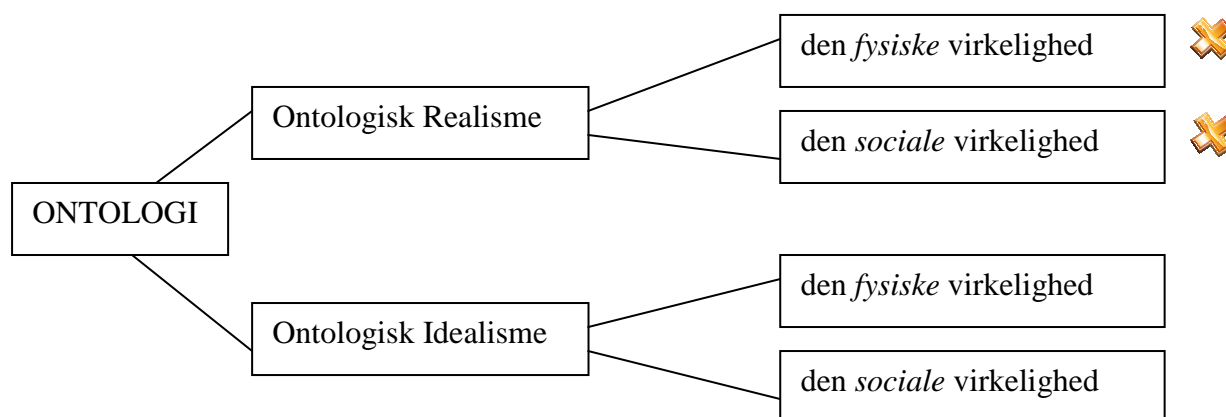 den fysiske virkelighed
Ontologisk Realisme
den sociale virkelighed
ONTOLOGI
den fysiske virkelighed
Ontologisk Idealisme
den sociale virkelighed